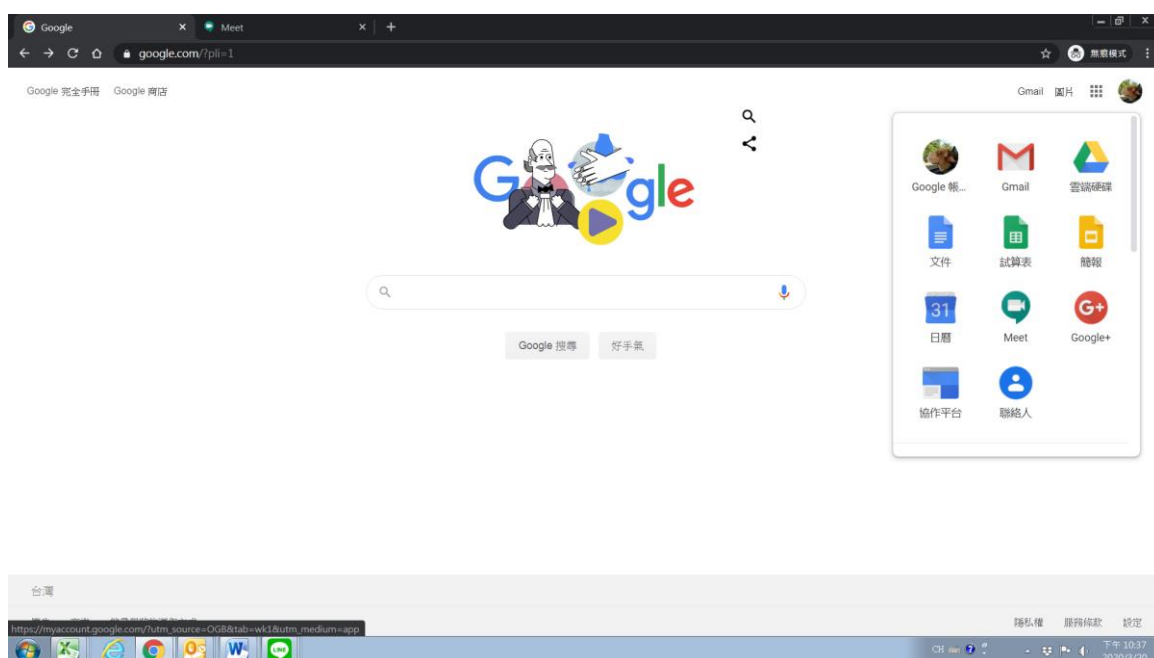 Google
Meet
google.com/?pli=1
無痕模式
Google 完全手冊
Google 商店
Gmail
圖片
G gle
Google 帳...
Gmail
雲端硬碟
文件
試算表
簡報
31
日曆
Meet
G+
Google+
協作平台
聯絡人
Google 搜尋
好手氣
台灣
https://myaccount.google.com/?utm_source=OGB&tab=wk1&utm_medium=app
隱私權
服務條款
設定
LINE
CH
下午 10:37
2020/3/20